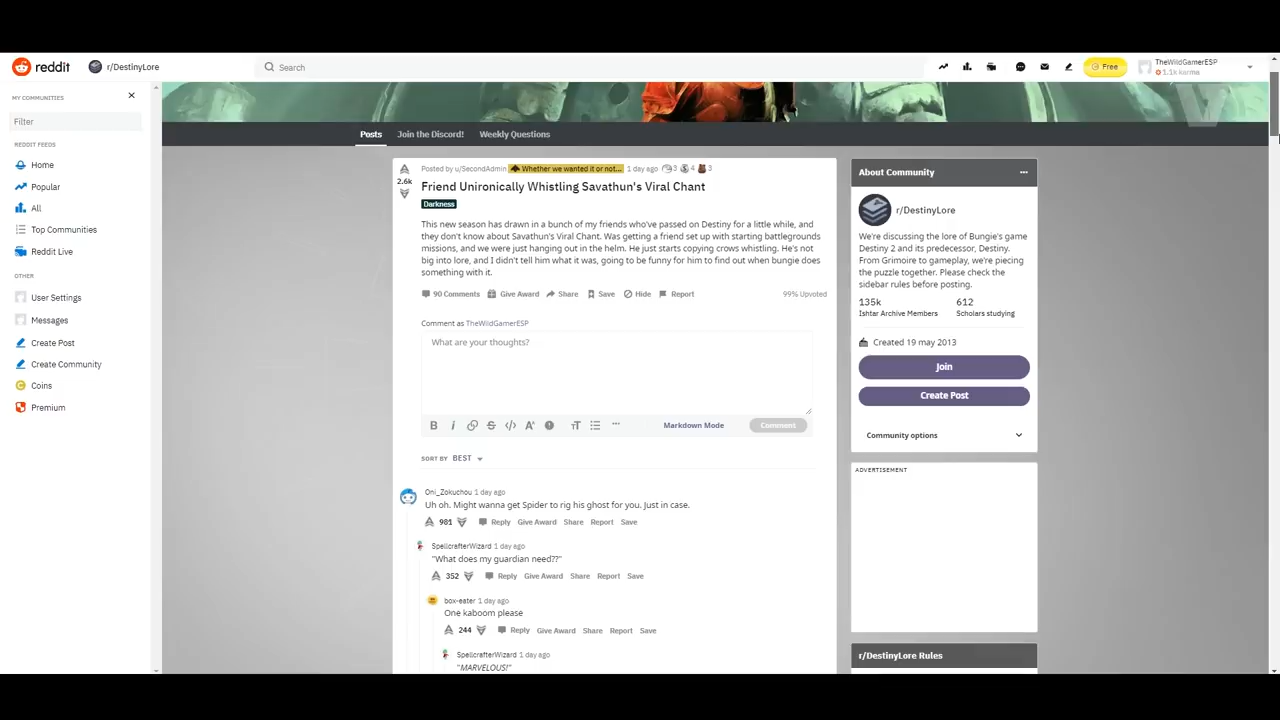 reddit
r/DestinyLore
Search
Free
TheWildGamerESP
1.1k karma
MY COMMUNITIES
Filter
REDDIT FEEDS
Home
Popular
All
Top Communities
Reddit Live
OTHER
User Settings
Messages
Create Post
Create Community
Coins
Premium
Posts
Join the Discord!
Weekly Questions
2.6k
Posted by u/SecondAdmin Whether we wanted it or not... 1 day ago 3 4 3
Friend Unironically Whistling Savathun's Viral Chant
Darkness
This new season has drawn in a bunch of my friends who've passed on Destiny for a little while, and
they don't know about Savathun's Viral Chant. Was getting a friend set up with starting battlegrounds
missions, and we were just hanging out in the helm. He just starts copying crows whistling. He's not
big into lore, and I didn't tell him what it was, going to be funny for him to find out when bungie does
something with it.
90 Comments Give Award Share Save Hide Report 99% Upvoted
Comment as TheWildGamerESP
What are your thoughts?
Markdown Mode Comment
SORT BY BEST
Oni_Zokuchou 1 day ago
Uh oh. Might wanna get Spider to rig his ghost for you. Just in case.
981 Reply Give Award Share Report Save
SpellcrafterWizard 1 day ago
"What does my guardian need??"
352 Reply Give Award Share Report Save
box-eater 1 day ago
One kaboom please
244 Reply Give Award Share Report Save
SpellcrafterWizard 1 day ago
"MARVELOUS!"
About Community
r/DestinyLore
We're discussing the lore of Bungie's game
Destiny 2 and its predecessor, Destiny.
From Grimoire to gameplay, we're piecing
the puzzle together. Please check the
sidebar rules before posting.
135k 612
Ishtar Archive Members Scholars studying
Created 19 may 2013
Join
Create Post
Community options
ADVERTISEMENT
r/DestinyLore Rules